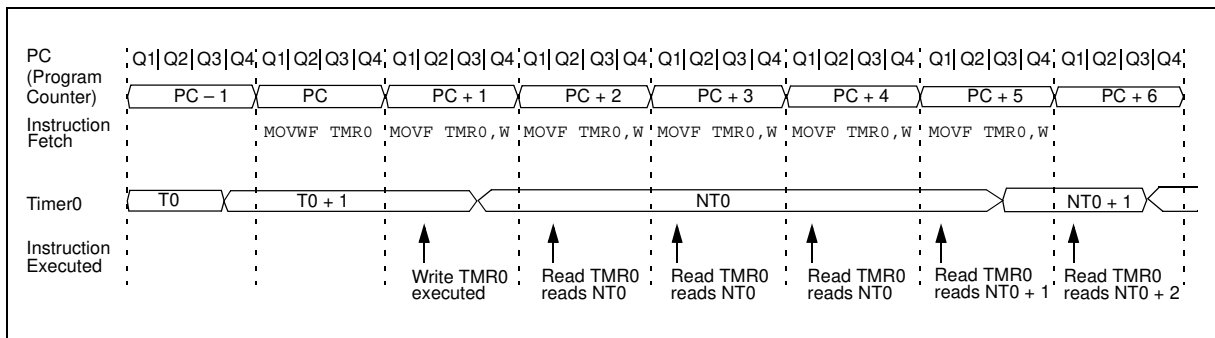 PC
(Program
Counter)
Q1 Q2 Q3 Q4 Q1 Q2 Q3 Q4 Q1 Q2 Q3 Q4 Q1 Q2 Q3 Q4 Q1 Q2 Q3 Q4 Q1 Q2 Q3 Q4 Q1 Q2 Q3 Q4 Q1 Q2 Q3 Q4
PC – 1 PC PC + 1 PC + 2 PC + 3 PC + 4 PC + 5 PC + 6
Instruction
Fetch
MOVWF TMR0 MOVF TMR0,W MOVF TMR0,W MOVF TMR0,W MOVF TMR0,W MOVF TMR0,W
Timer0
T0 T0 + 1 NT0 NT0 + 1
Instruction
Executed
Write TMR0
executed
Read TMR0
reads NT0
Read TMR0
reads NT0
Read TMR0
reads NT0
Read TMR0
reads NT0 + 1
Read TMR0
reads NT0 + 2